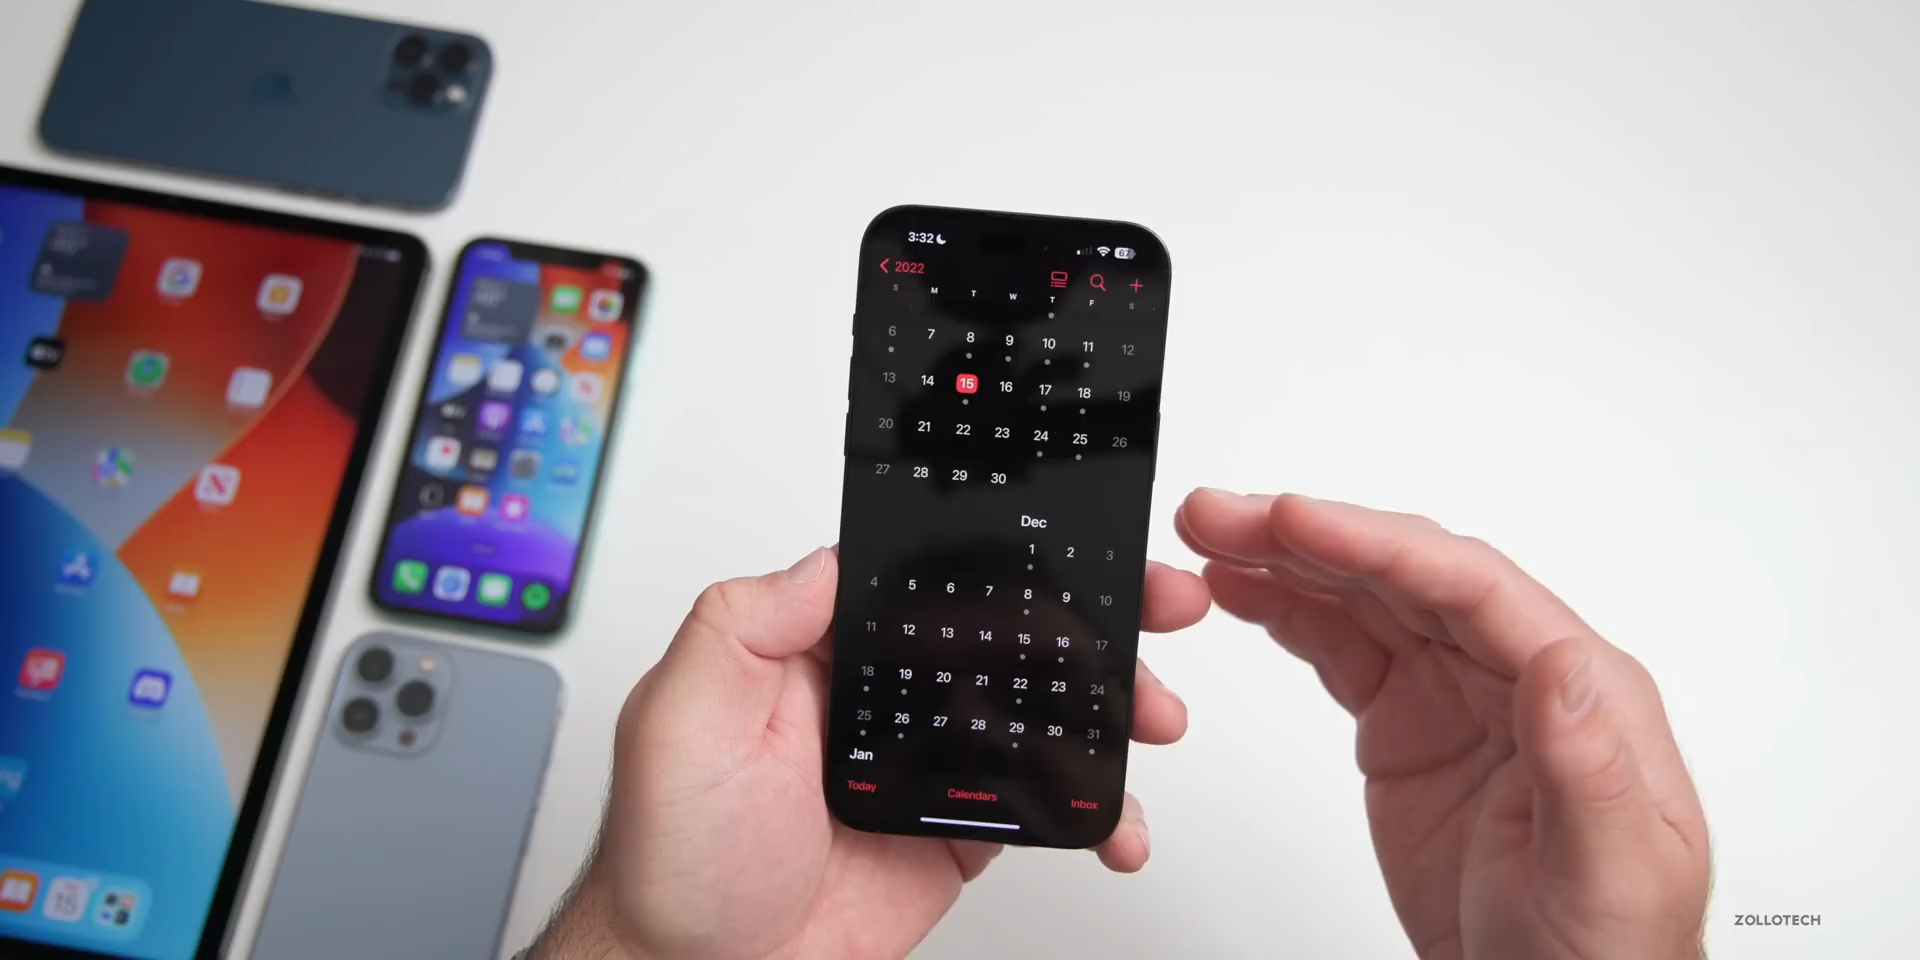 3:32
67
2022
S M T W T F S
6 7 8 9 10 11 12
13 14 15 16 17 18 19
20 21 22 23 24 25 26
27 28 29 30
Dec
1 2 3
4 5 6 7 8 9 10
11 12 13 14 15 16 17
18 19 20 21 22 23 24
25 26 27 28 29 30 31
Jan
Today Calendars Inbox
15
ZOLLOTECH